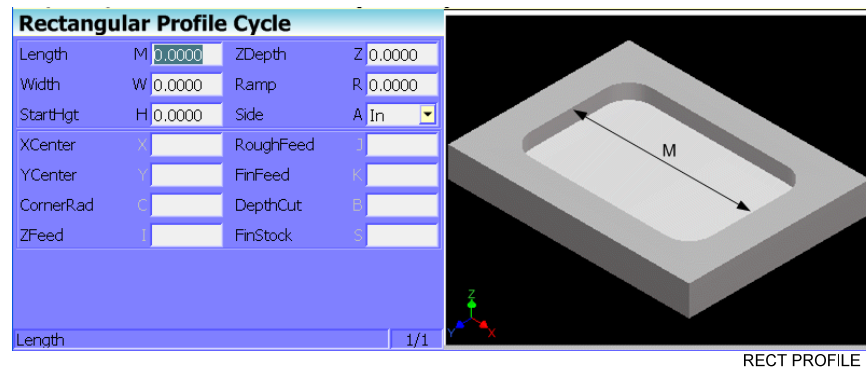 Rectangular Profile Cycle
Length M 0.0000 ZDepth Z 0.0000
Width W 0.0000 Ramp R 0.0000
StartHgt H 0.0000 Side A In
XCenter X RoughFeed J
YCenter Y FinFeed K
CornerRad C DepthCut B
ZFeed I FinStock S
Length 1/1
M
Z
Y X
RECT PROFILE